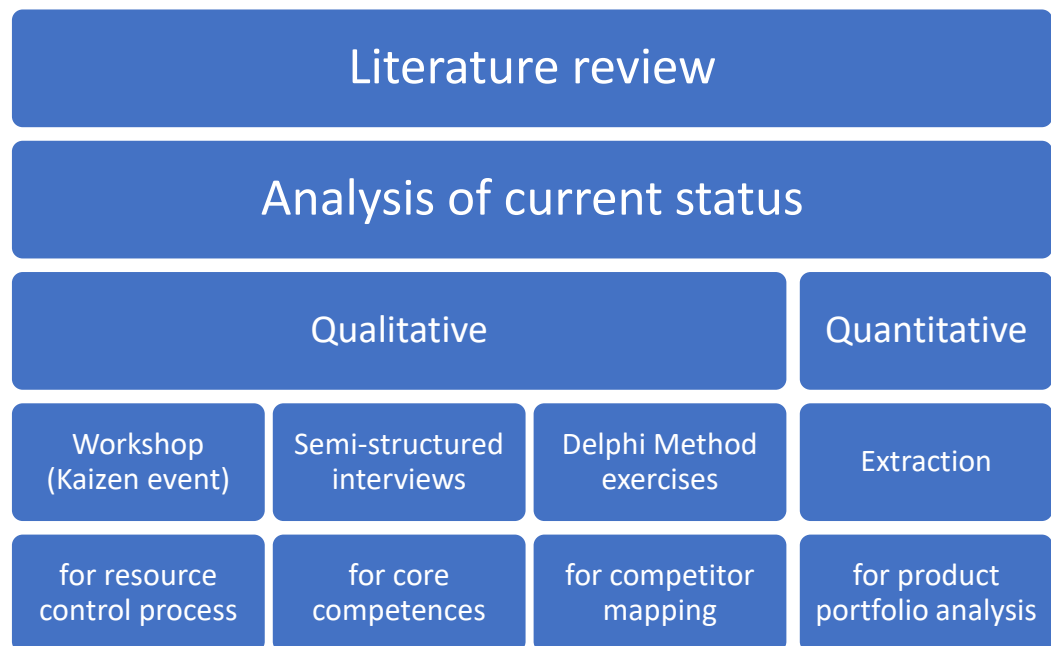 Literature review
Analysis of current status
Qualitative
Quantitative
Workshop
(Kaizen event)
Semi-structured
interviews
Delphi Method
exercises
Extraction
for resource
control process
for core
competences
for competitor
mapping
for product
portfolio analysis